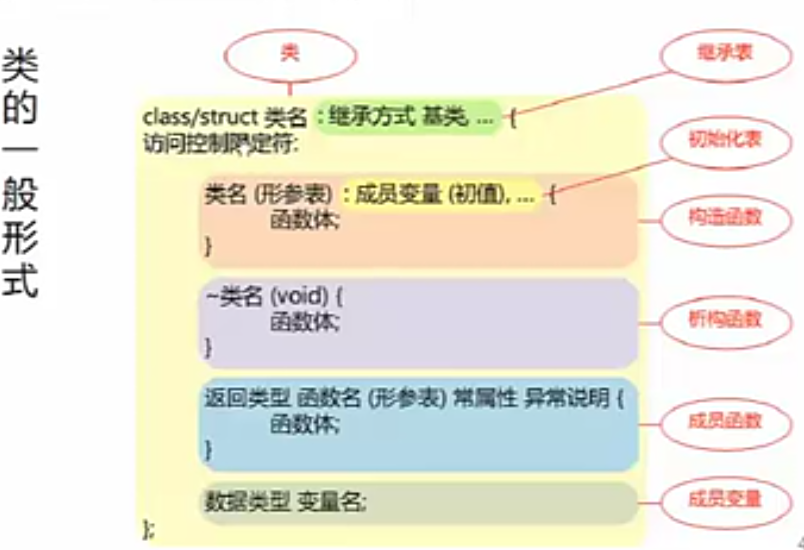 类的一般形式
类
继承表
class/struct 类名 : 继承方式 基类, ... {
访问控制限定符:
初始化表
类名 (形参表) : 成员变量 (初值), ... {
函数体;
}
构造函数
~类名 (void) {
函数体;
}
析构函数
返回类型 函数名 (形参表) 常属性 异常说明 {
函数体;
}
成员函数
数据类型 变量名;
成员变量
};